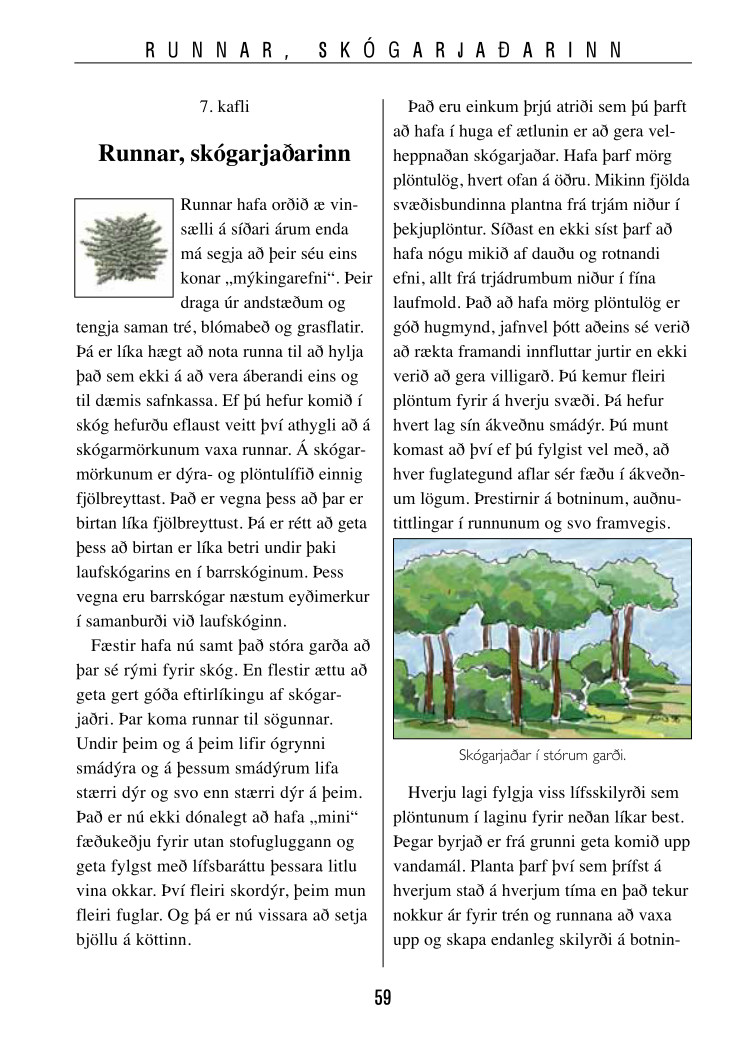 RUNNAR, SKÓGARJAÐARINN
7. kafli
Runnar, skógarjaðarinn
Runnar hafa orðið æ vin-
sælli á síðari árum enda
má segja að þeir séu eins
konar „mýkingarefni“. Þeir
draga úr andstæðum og
tengja saman tré, blómabeð og grasflatir.
Þá er líka hægt að nota runna til að hylja
það sem ekki á að vera áberandi eins og
til dæmis safnkassa. Ef þú hefur komið í
skóg hefurðu eflaust veitt því athygli að á
skógarmörkunum vaxa runnar. Á skógar-
mörkunum er dýra- og plöntulífið einnig
fjölbreyttast. Það er vegna þess að þar er
birtan líka fjölbreyttust. Þá er rétt að geta
þess að birtan er líka betri undir þaki
laufskógarins en í barrskóginum. Þess
vegna eru barrskógar næstum eyðimerkur
í samanburði við laufskóginn.
Fæstir hafa nú samt það stóra garða að
þar sé rými fyrir skóg. En flestir ættu að
geta gert góða eftirlíkingu af skógar-
jaðri. Þar koma runnar til sögunnar.
Undir þeim og á þeim lifir ógrynni
smádýra og á þessum smádýrum lifa
stærri dýr og svo enn stærri dýr á þeim.
Það er nú ekki dónalegt að hafa „mini“
fæðukeðju fyrir utan stofugluggann og
geta fylgst með lífsbaráttu þessara litlu
vina okkar. Því fleiri skordýr, þeim mun
fleiri fuglar. Og þá er nú vissara að setja
bjöllu á köttinn.
Það eru einkum þrjú atriði sem þú þarft
að hafa í huga ef ætlunin er að gera vel-
heppnaðan skógarjaðar. Hafa þarf mörg
plöntulög, hvert ofan á öðru. Mikinn fjölda
svæðisbundinna plantna frá trjám niður í
þekjuplöntur. Síðast en ekki síst þarf að
hafa nógu mikið af dauðu og rotnandi
efni, allt frá trjádrumbum niður í fína
laufmold. Það að hafa mörg plöntulög er
góð hugmynd, jafnvel þótt aðeins sé verið
að rækta framandi innfluttar jurtir en ekki
verið að gera villigarð. Þú kemur fleiri
plöntum fyrir á hverju svæði. Þá hefur
hvert lag sín ákveðnu smádýr. Þú munt
komast að því ef þú fylgist vel með, að
hver fuglategund aflar sér fæðu í ákveðn-
um lögum. Þrestirnir á botninum, auðnu-
tittlingar í runnunum og svo framvegis.
Skógarjaðar í stórum garði.
Hverju lagi fylgja viss lífsskilyrði sem
plöntunum í laginu fyrir neðan líkar best.
Þegar byrjað er frá grunni geta komið upp
vandamál. Planta þarf því sem þrífst á
hverjum stað á hverjum tíma en það tekur
nokkur ár fyrir trén og runnana að vaxa
upp og skapa endanleg skilyrði á botnin-
59